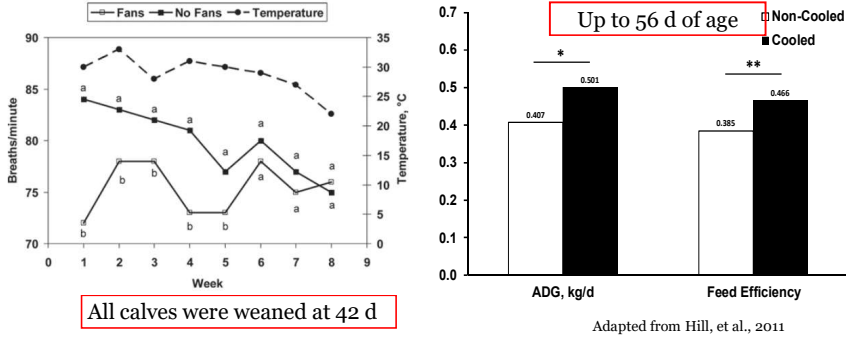 Fans No Fans Temperature
Breaths/minute
90
85
80
75
70
Temperature, °C
35
30
25
20
15
10
5
0
a
a
a
a
a
a
a
a
b
b
b
b
b
a
a
a
0 1 2 3 4 5 6 7 8 9
Week
All calves were weaned at 42 d
Up to 56 d of age
Non-Cooled
Cooled
0.7
0.6
0.5
0.4
0.3
0.2
0.1
0.0
*
**
0.407
0.501
0.385
0.466
ADG, kg/d
Feed Efficiency
Adapted from Hill, et al., 2011